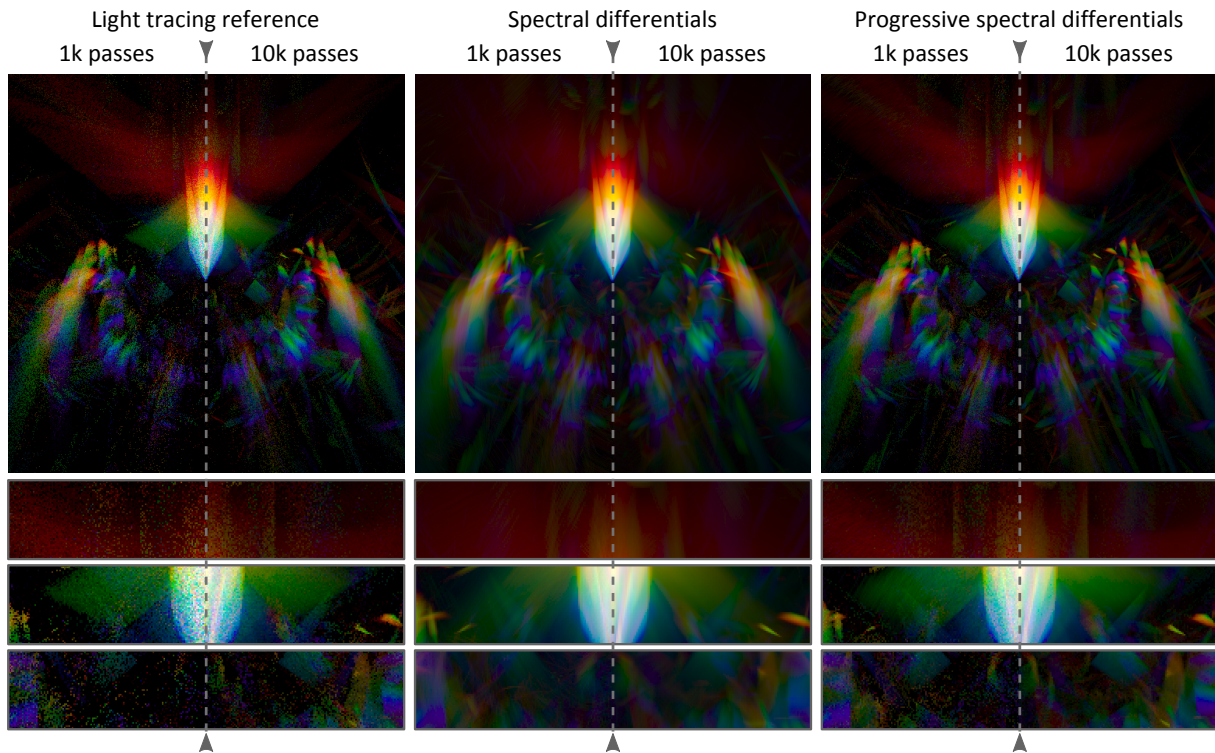 Light tracing reference
1k passes 10k passes
Spectral differentials
1k passes 10k passes
Progressive spectral differentials
1k passes 10k passes